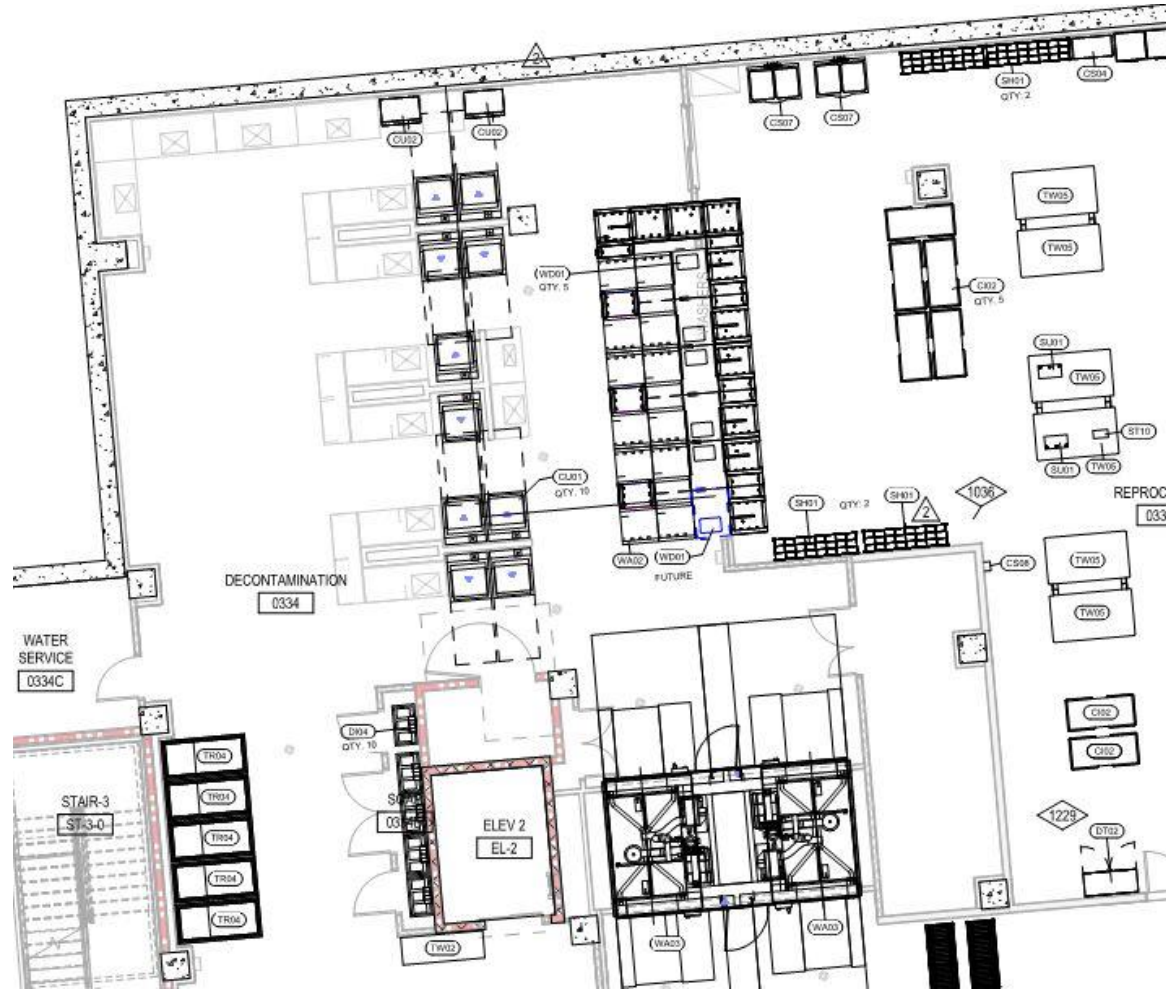 2
SH01
QTY: 2
CS04
CS07
CS07
CU02
CU02
TW05
TW05
WD01
QTY: 5
CI02
QTY: 5
SU01
TW05
ST10
SU01
TW05
CU01
QTY: 10
SH01
QTY: 2
SH01
2
1036
REPROC
033
WA02
WD01
FUTURE
CS08
TW05
TW05
DECONTAMINATION
0334
WATER
SERVICE
0334C
DI04
QTY: 10
CI02
CI02
TR04
TR04
TR04
TR04
TR04
STAIR-3
ST-3-0
ELEV 2
EL-2
1229
DT02
TW02
WA03
WA03